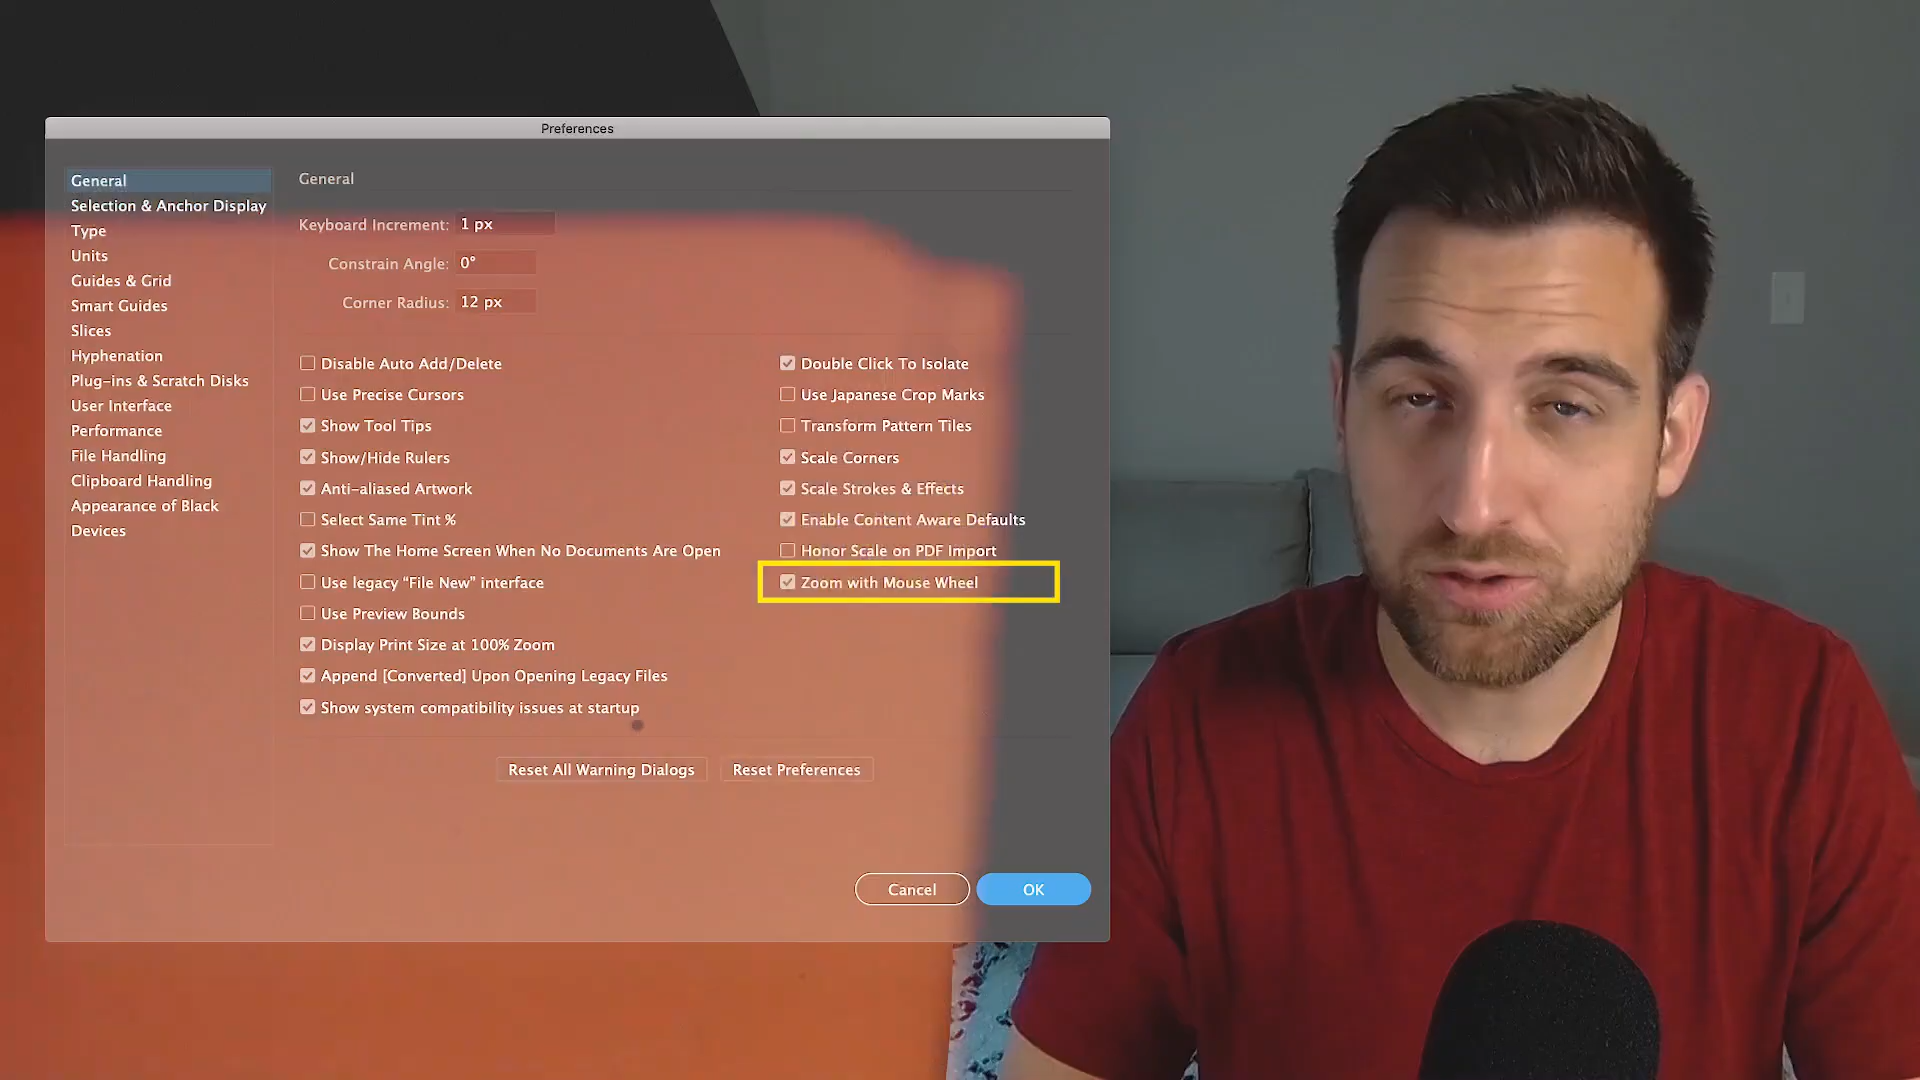 Preferences
General
Selection & Anchor Display
Type
Units
Guides & Grid
Smart Guides
Slices
Hyphenation
Plug-ins & Scratch Disks
User Interface
Performance
File Handling
Clipboard Handling
Appearance of Black
Devices
General
Keyboard Increment: 1 px
Constrain Angle: 0°
Corner Radius: 12 px
Disable Auto Add/Delete
Use Precise Cursors
Show Tool Tips
Show/Hide Rulers
Anti-aliased Artwork
Select Same Tint %
Show The Home Screen When No Documents Are Open
Use legacy “File New” interface
Use Preview Bounds
Display Print Size at 100% Zoom
Append [Converted] Upon Opening Legacy Files
Show system compatibility issues at startup
Double Click To Isolate
Use Japanese Crop Marks
Transform Pattern Tiles
Scale Corners
Scale Strokes & Effects
Enable Content Aware Defaults
Honor Scale on PDF Import
Zoom with Mouse Wheel
Reset All Warning Dialogs
Reset Preferences
Cancel
OK